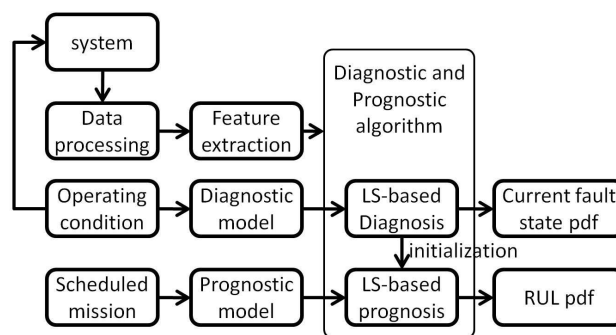 system
Diagnostic and
Prognostic
algorithm
Data
processing
Feature
extraction
Operating
condition
Diagnostic
model
LS-based
Diagnosis
Current fault
state pdf
initialization
Scheduled
mission
Prognostic
model
LS-based
prognosis
RUL pdf